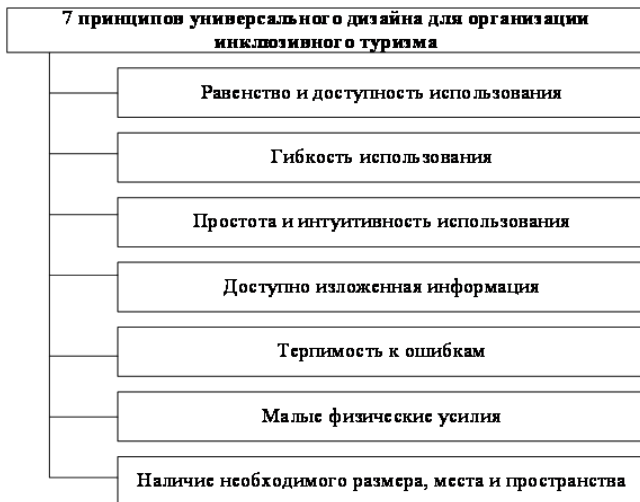 7 принципов универсального дизайна для организации
инклюзивного туризма
Равенство и доступность использования
Гибкость использования
Простота и интуитивность использования
Доступно изложенная информация
Терпимость к ошибкам
Малые физические усилия
Наличие необходимого размера, места и пространства